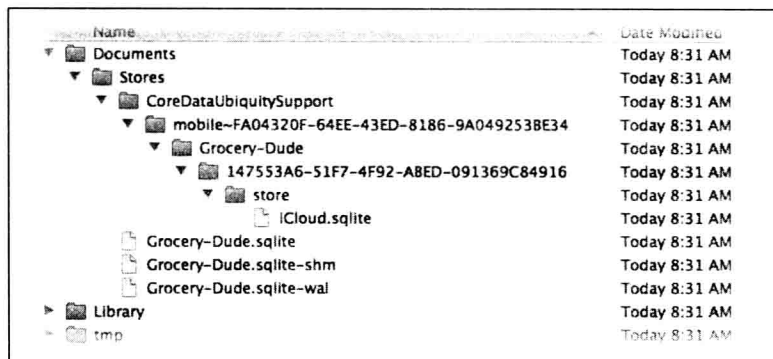 Name Date Modified
Documents Today 8:31 AM
Stores Today 8:31 AM
CoreDataUbiquitySupport Today 8:31 AM
mobile~FA04320F-64EE-43ED-8186-9A049253BE34 Today 8:31 AM
Grocery-Dude Today 8:31 AM
147553A6-51F7-4F92-ABED-091369C84916 Today 8:31 AM
store Today 8:31 AM
iCloud.sqlite Today 8:31 AM
Grocery-Dude.sqlite Today 8:31 AM
Grocery-Dude.sqlite-shm Today 8:31 AM
Grocery-Dude.sqlite-wal Today 8:31 AM
Library Today 8:31 AM
tmp Today 8:31 AM